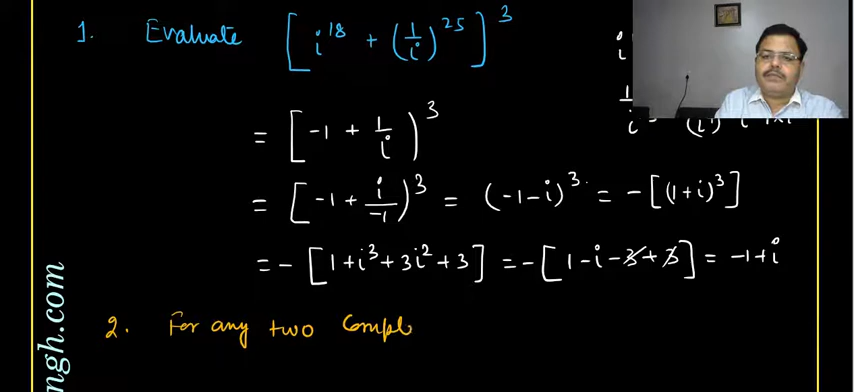 1. Evaluate [i^18 + (1/i)^25]^3
= [-1 + 1/i)^3
= [-1 + i/-1)^3 = (-1-i)^3 = -[(1+i)^3]
= -[1+i^3+3i^2+3] = -[1-i-3+3] = -1+i
2. For any two Compl
ngh.com